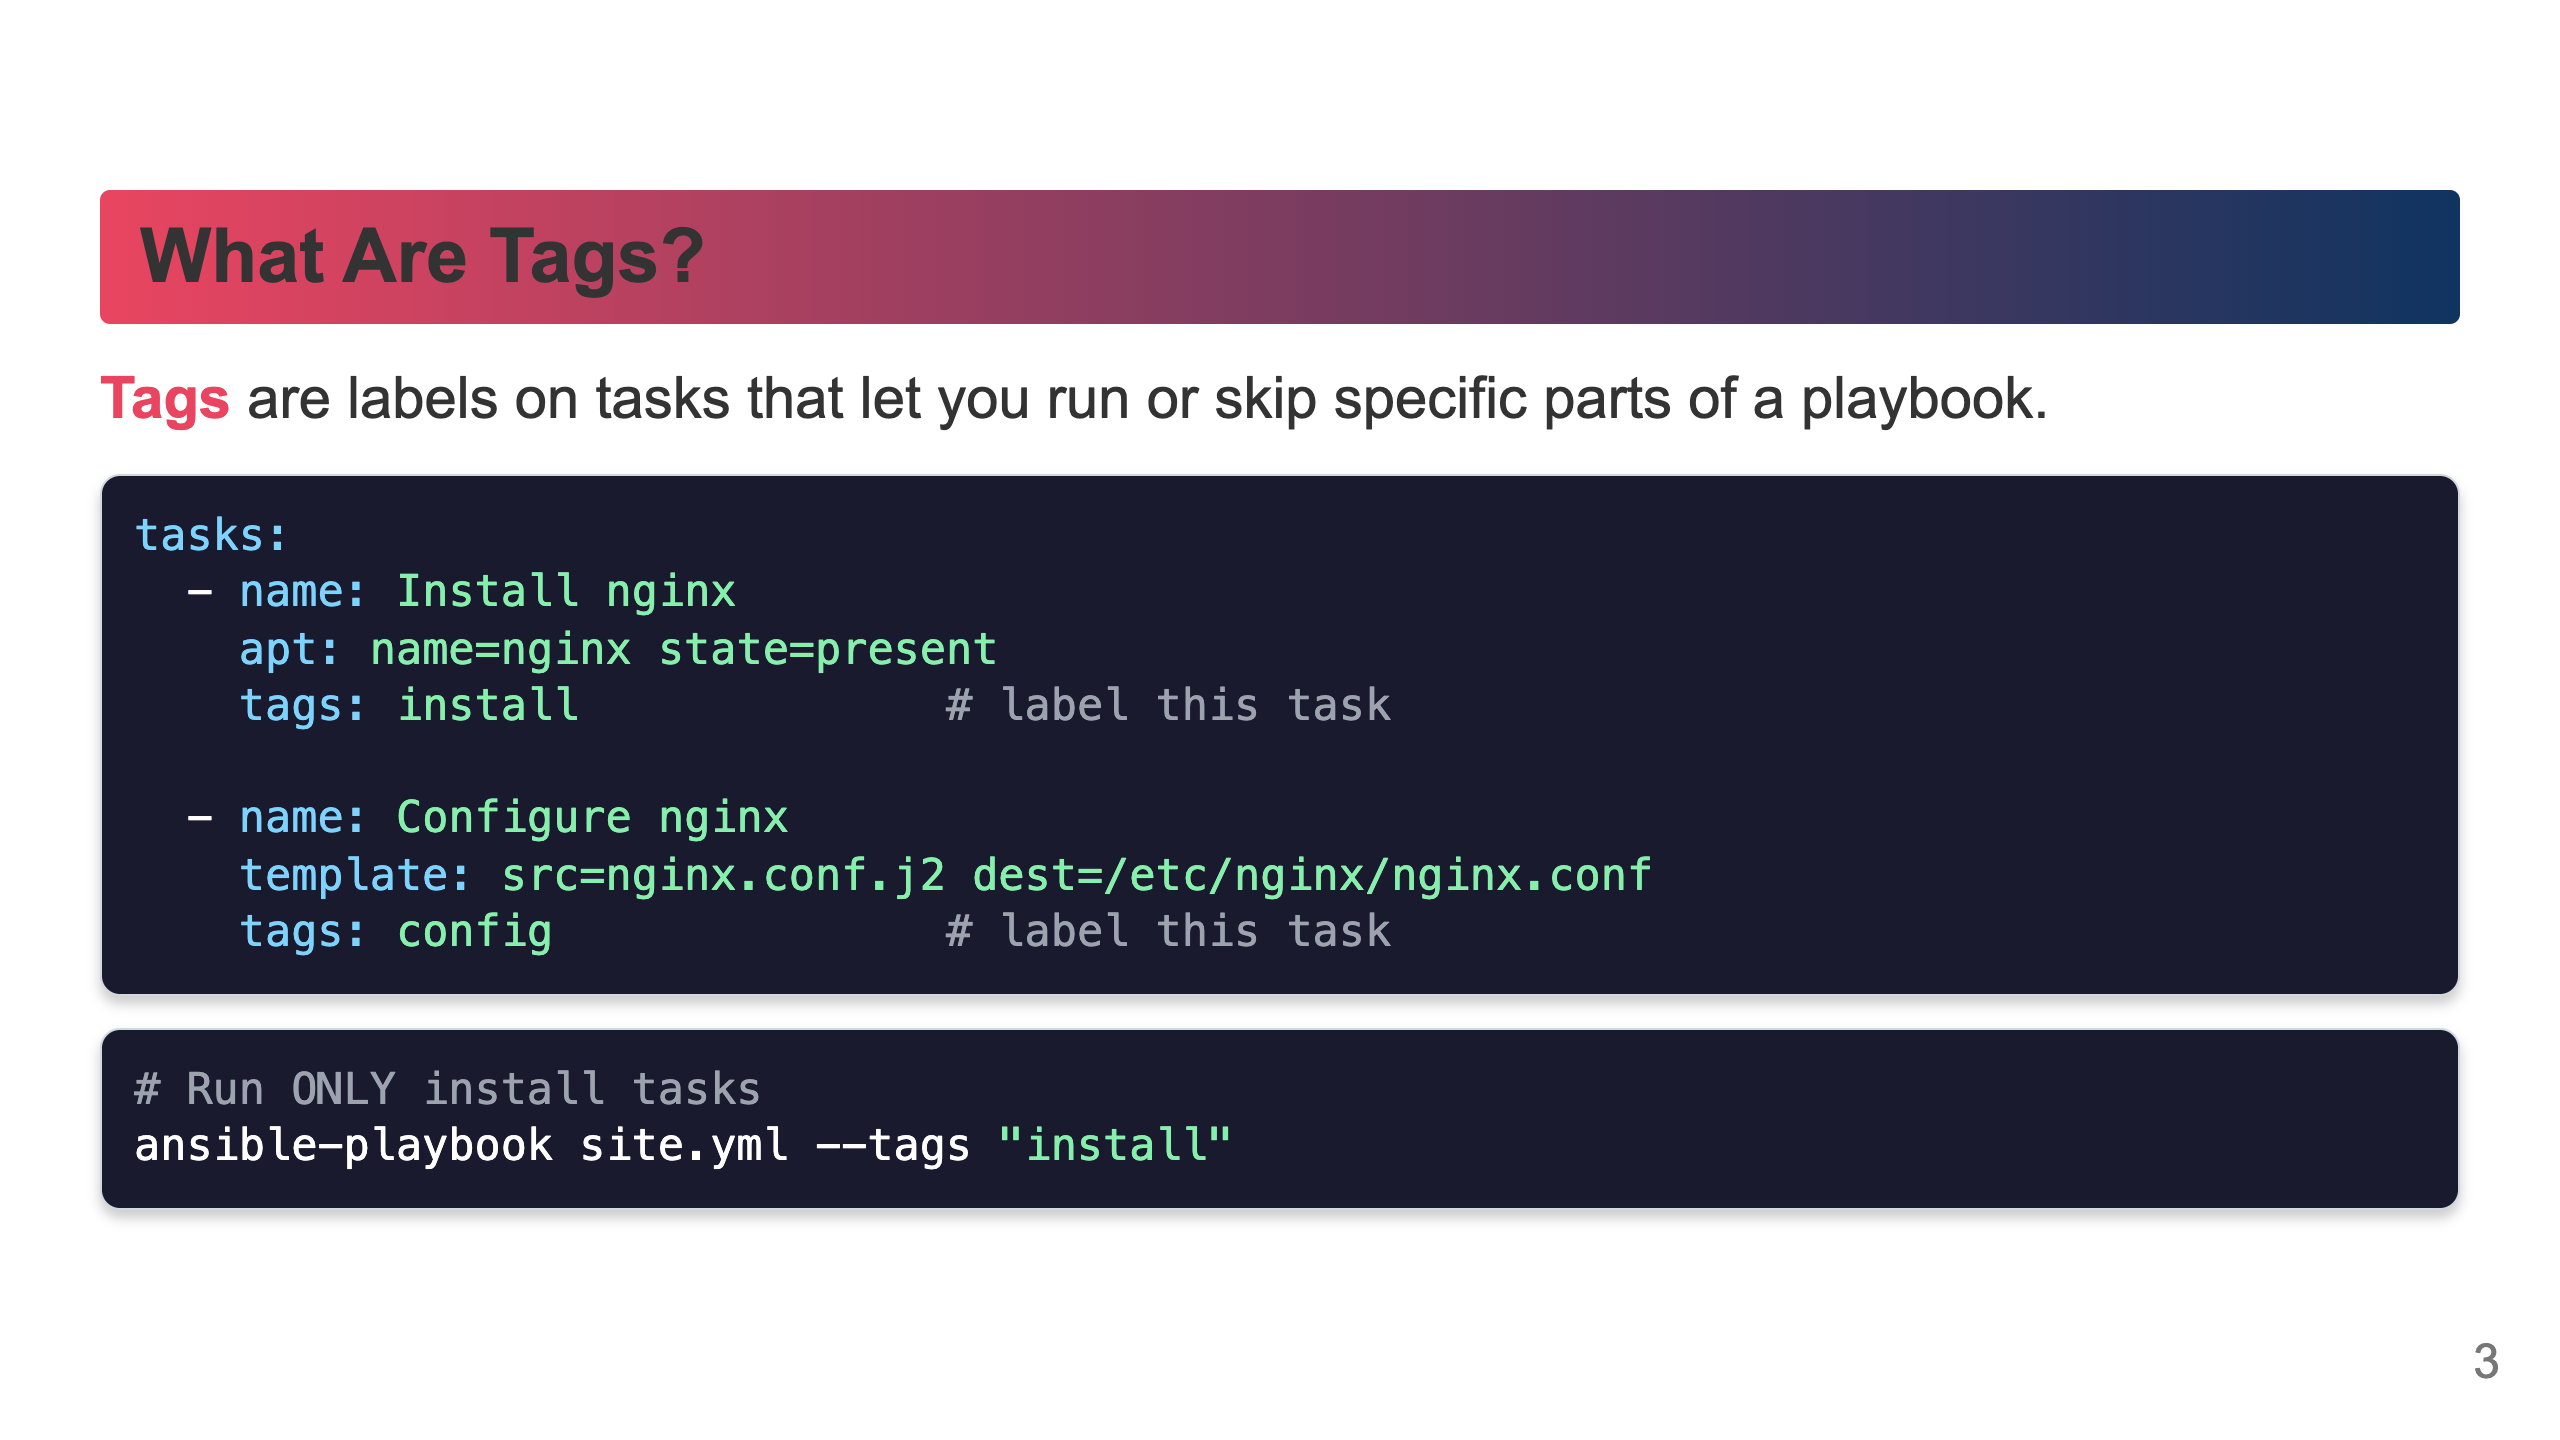 What Are Tags?
Tags are labels on tasks that let you run or skip specific parts of a playbook.
tasks:
  - name: Install nginx
    apt: name=nginx state=present
    tags: install              # label this task
  - name: Configure nginx
    template: src=nginx.conf.j2 dest=/etc/nginx/nginx.conf
    tags: config               # label this task
# Run ONLY install tasks
ansible-playbook site.yml --tags "install"
3